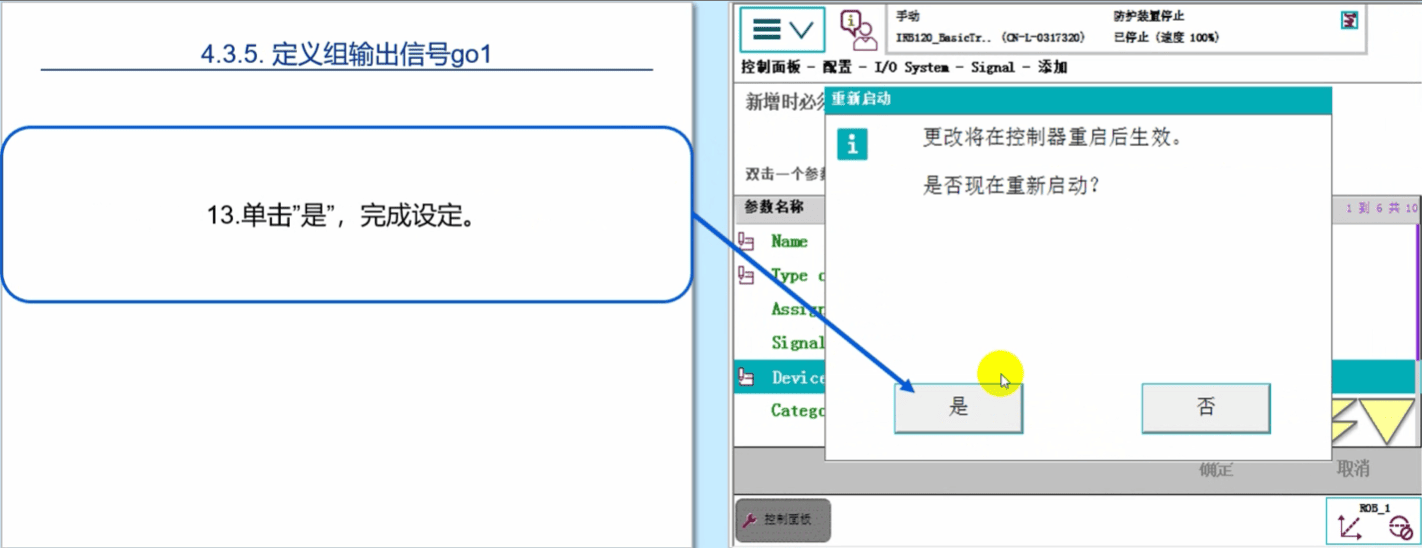 4.3.5. 定义组输出信号go1
13.单击”是”，完成设定。
手动
防护装置停止
IRB120_BasicTr.. (CN-L-0317320)
已停止 (速度 100%)
控制面板 - 配置 - I/O System - Signal - 添加
新增时必须
重新启动
更改将在控制器重启后生效。
是否现在重新启动？
双击一个参数
参数名称
1 到 6 共 10
Name
Type o
Assign
Signal
Device
Catego
是
否
确定
取消
控制面板
ROB_1